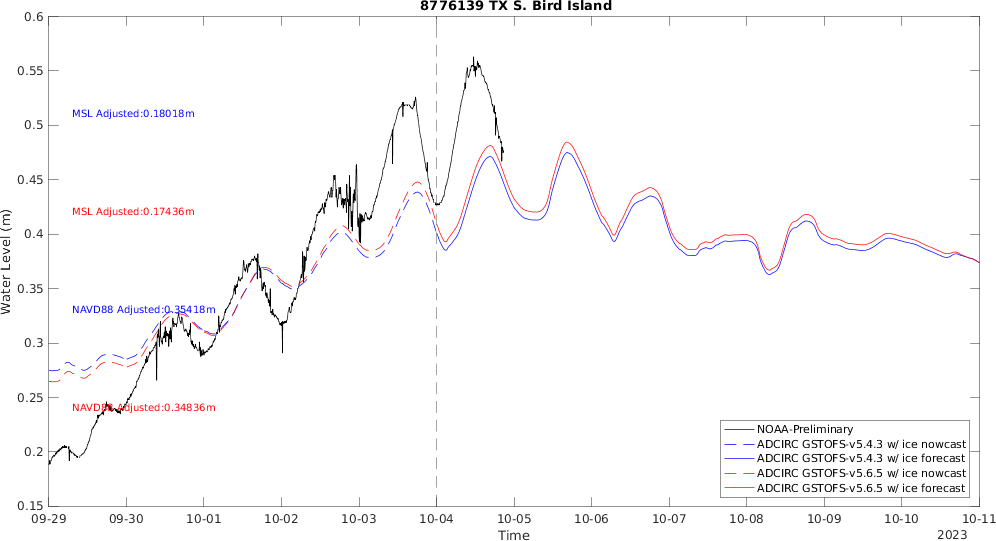 8776139 TX S. Bird Island
Water Level (m)
0.6
0.55
0.5
0.45
0.4
0.35
0.3
0.25
0.2
0.15
MSL Adjusted:0.18018m
MSL Adjusted:0.17436m
NAVD88 Adjusted:0.35418m
NAVD88 Adjusted:0.34836m
NOAA-Preliminary
ADCIRC GSTOFS-v5.4.3 w/ ice nowcast
ADCIRC GSTOFS-v5.4.3 w/ ice forecast
ADCIRC GSTOFS-v5.6.5 w/ ice nowcast
ADCIRC GSTOFS-v5.6.5 w/ ice forecast
09-29 09-30 10-01 10-02 10-03 10-04 10-05 10-06 10-07 10-08 10-09 10-10 10-11
Time
2023